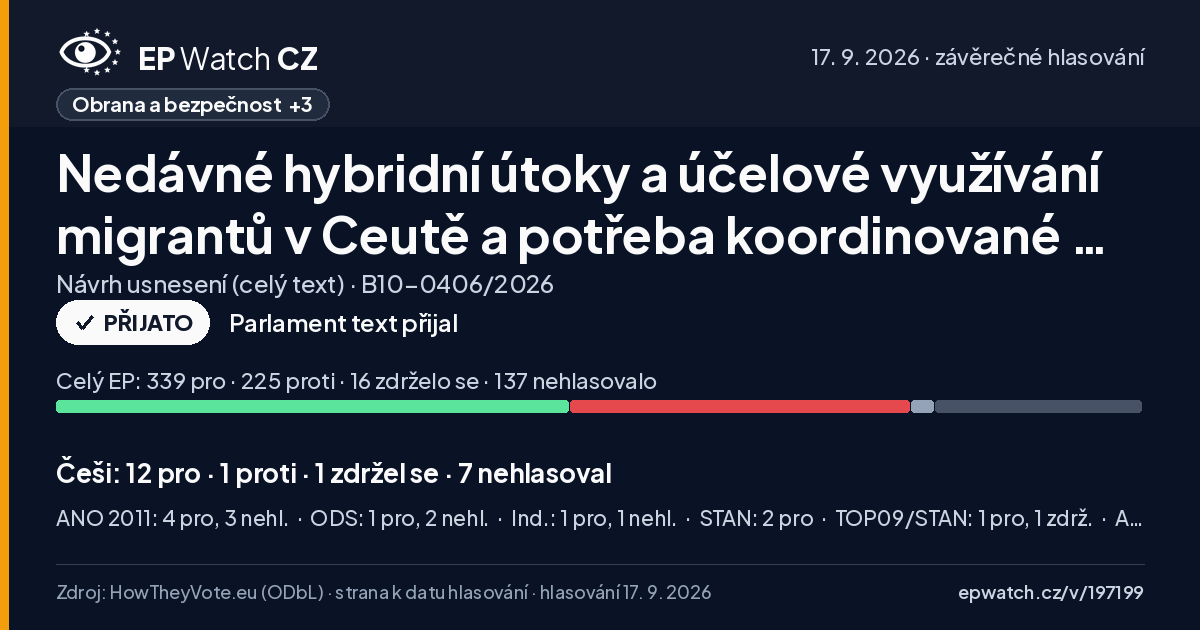 EP Watch CZ
17. 9. 2026 · závěrečné hlasování
Obrana a bezpečnost +3
Nedávné hybridní útoky a účelové využívání
migrantů v Ceutě a potřeba koordinované …
Návrh usnesení (celý text) · B10–0406/2026
✓ PŘIJATO Parlament text přijal
Celý EP: 339 pro · 225 proti · 16 zdrželo se · 137 nehlasovalo
Češi: 12 pro · 1 proti · 1 zdržel se · 7 nehlasoval
ANO 2011: 4 pro, 3 nehl. · ODS: 1 pro, 2 nehl. · Ind.: 1 pro, 1 nehl. · STAN: 2 pro · TOP09/STAN: 1 pro, 1 zdrž. · A…
Zdroj: HowTheyVote.eu (ODbL) · strana k datu hlasování · hlasování 17. 9. 2026
epwatch.cz/v/197199